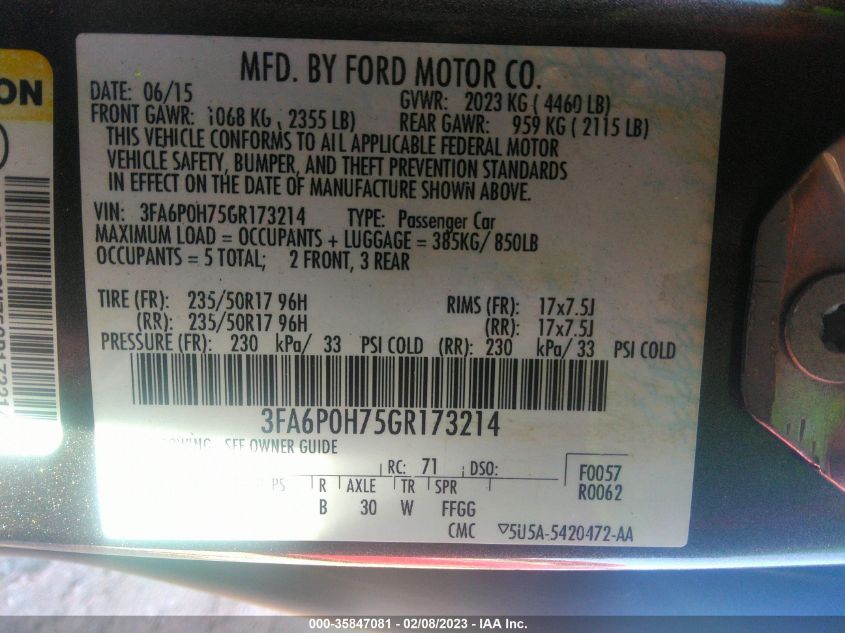 MFD. BY FORD MOTOR CO.
DATE: 06/15 GVWR: 2023 KG ( 4460 LB)
FRONT GAWR: 1068 KG ( 2355 LB) REAR GAWR: 959 KG ( 2115 LB)
THIS VEHICLE CONFORMS TO ALL APPLICABLE FEDERAL MOTOR
VEHICLE SAFETY, BUMPER, AND THEFT PREVENTION STANDARDS
IN EFFECT ON THE DATE OF MANUFACTURE SHOWN ABOVE.
VIN: 3FA6P0H75GR173214 TYPE: Passenger Car
MAXIMUM LOAD = OCCUPANTS + LUGGAGE = 385KG/ 850LB
OCCUPANTS = 5 TOTAL; 2 FRONT, 3 REAR
TIRE (FR): 235/50R17 96H RIMS (FR): 17x7.5J
(RR): 235/50R17 96H (RR): 17x7.5J
PRESSURE (FR): 230 kPa/ 33 PSI COLD (RR): 230 kPa/ 33 PSI COLD
3FA6P0H75GR173214
SEE OWNER GUIDE
RC: 71 DSO: F0057
PS R AXLE TR SPR R0062
B 30 W FFGG
CMC ▽5U5A-5420472-AA
000-35847081 - 02/08/2023 - IAA Inc.